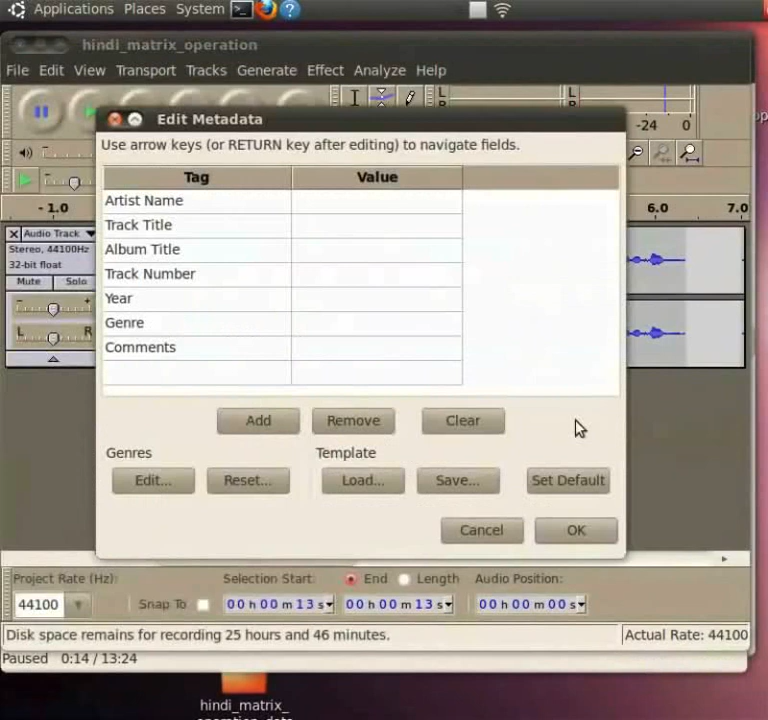 Applications Places System
hindi_matrix_operation
File Edit View Transport Tracks Generate Effect Analyze Help
L L
R R
-24 0
Edit Metadata
Use arrow keys (or RETURN key after editing) to navigate fields.
Tag Value
Artist Name
Track Title
Album Title
Track Number
Year
Genre
Comments
- 1.0 6.0 7.0
Audio Track
Stereo, 44100Hz
32-bit float
Mute Solo
- +
L R
Add Remove Clear
Genres Template
Edit... Reset... Load... Save... Set Default
Cancel OK
Project Rate (Hz): Selection Start: End Length Audio Position:
44100 Snap To 00 h 00 m 13 s 00 h 00 m 13 s 00 h 00 m 00 s
Disk space remains for recording 25 hours and 46 minutes. Actual Rate: 44100
Paused 0:14 / 13:24
hindi_matrix_